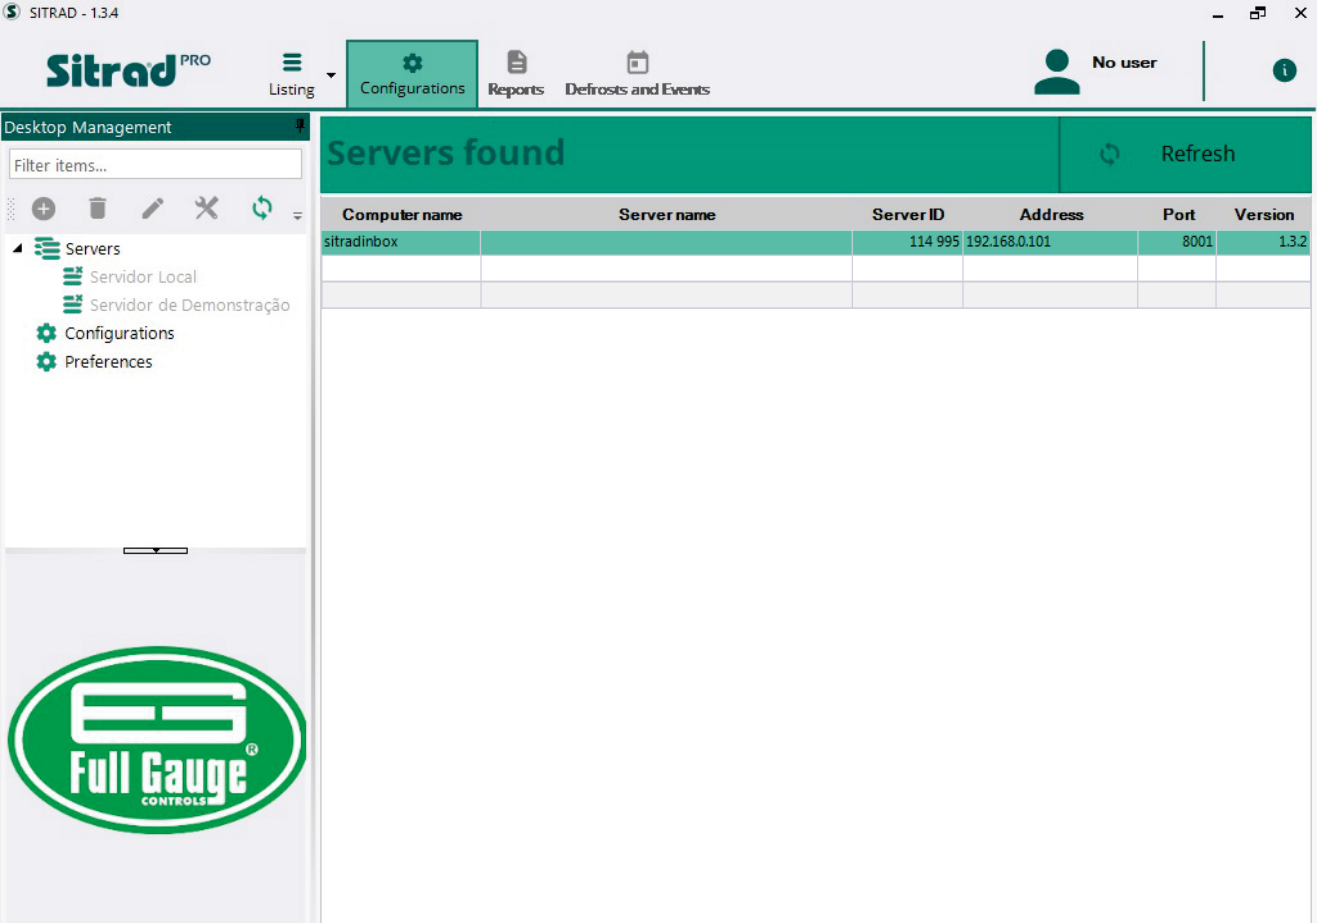 SITRAD - 1.3.4
Sitrad PRO
Listing
Configurations
Reports
Defrosts and Events
No user
Desktop Management
Filter items...
Servers
Servidor Local
Servidor de Demonstração
Configurations
Preferences
Servers found
Refresh
Computer name Server name Server ID Address Port Version
sitradinbox 114 995 192.168.0.101 8001 1.3.2
Full Gauge ®
CONTROLS